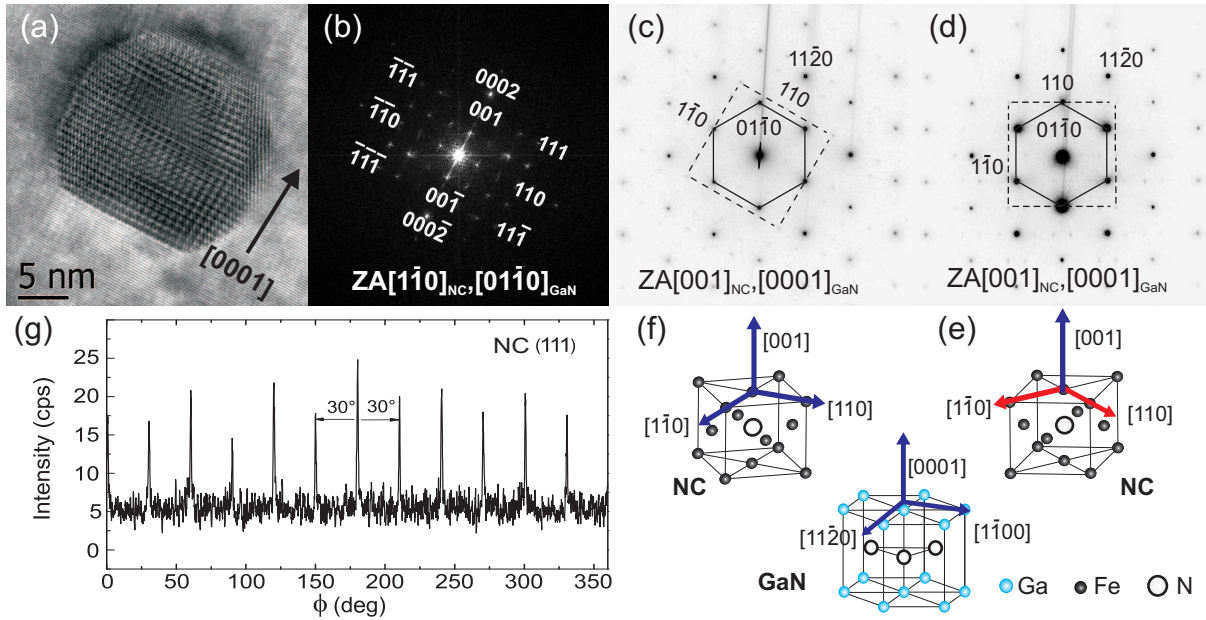 (a)
[0001]
5 nm
(b)
1̅1̅1
0002
1̅1̅0
001
111
1̅1̅1̅
110
001̅
0002̅
111̅
ZA[11̅0]NC,[011̅0]GaN
(c)
112̅0
110
11̅0
011̅0
ZA[001]NC,[0001]GaN
(d)
110
112̅0
011̅0
11̅0
ZA[001]NC,[0001]GaN
(g)
NC (111)
30°
30°
Intensity (cps)
25
20
15
10
5
0
0
50
100
150
200
250
300
350
ϕ (deg)
(f)
[001]
[110]
[11̅0]
NC
(e)
[001]
[11̅0]
[110]
NC
[0001]
[112̅0]
[11̅00]
GaN
Ga
Fe
N